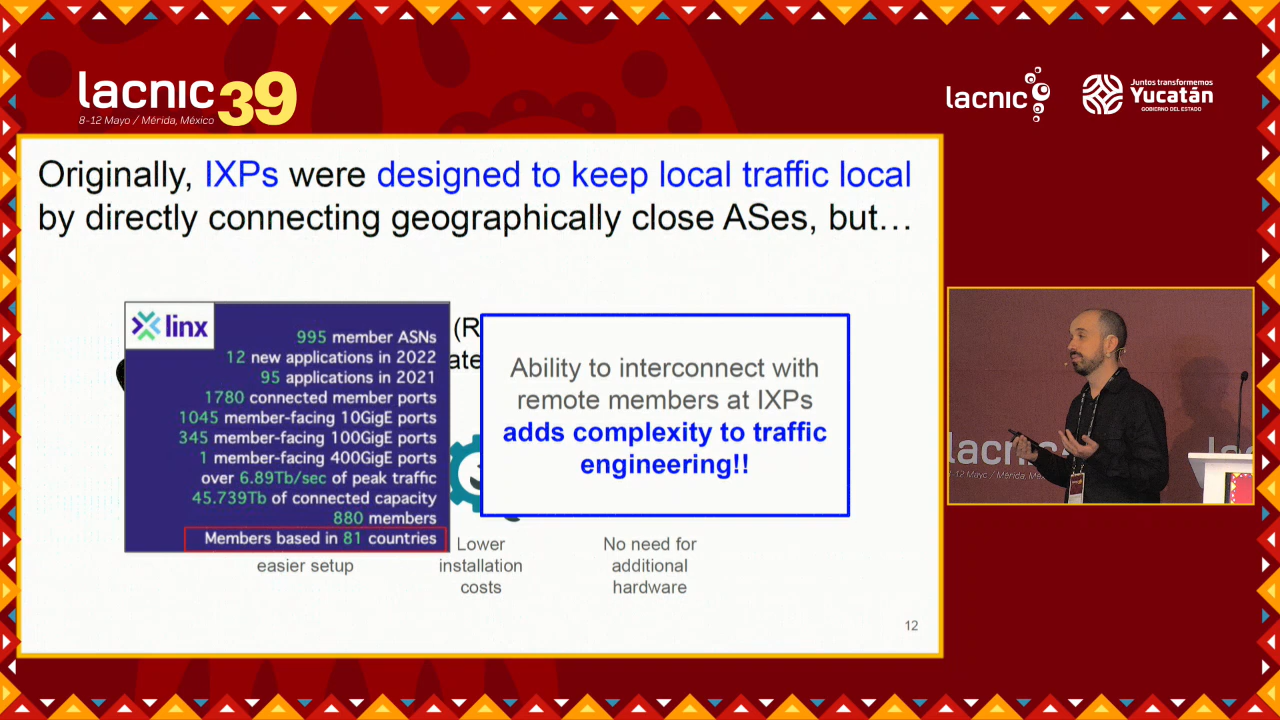 lacnic 39
8-12 Mayo / Mérida, México
lacnic
Juntos transformemos
Yucatán
GOBIERNO DEL ESTADO
Originally, IXPs were designed to keep local traffic local
by directly connecting geographically close ASes, but…
linx
995 member ASNs
12 new applications in 2022
95 applications in 2021
1780 connected member ports
1045 member-facing 10GigE ports
345 member-facing 100GigE ports
1 member-facing 400GigE ports
over 6.89Tb/sec of peak traffic
45.739Tb of connected capacity
880 members
Members based in 81 countries
(R
ate
Ability to interconnect with
remote members at IXPs
adds complexity to traffic
engineering!!
easier setup
Lower
installation
costs
No need for
additional
hardware
12
lacnic